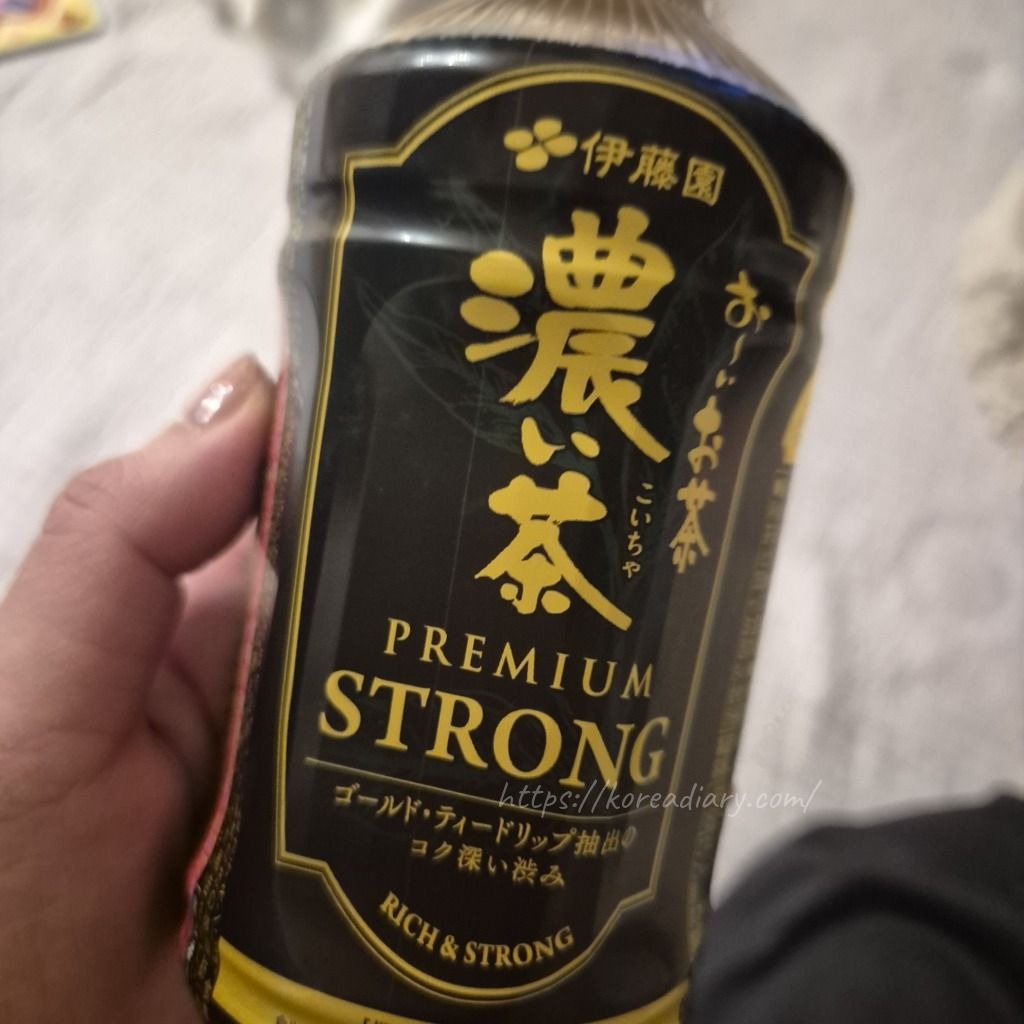 伊藤園
お〜いお茶
濃い茶
こいちゃ
PREMIUM
STRONG
ゴールド・ティードリップ抽出の
コク深い渋み
RICH & STRONG
https://koreadiary.com/